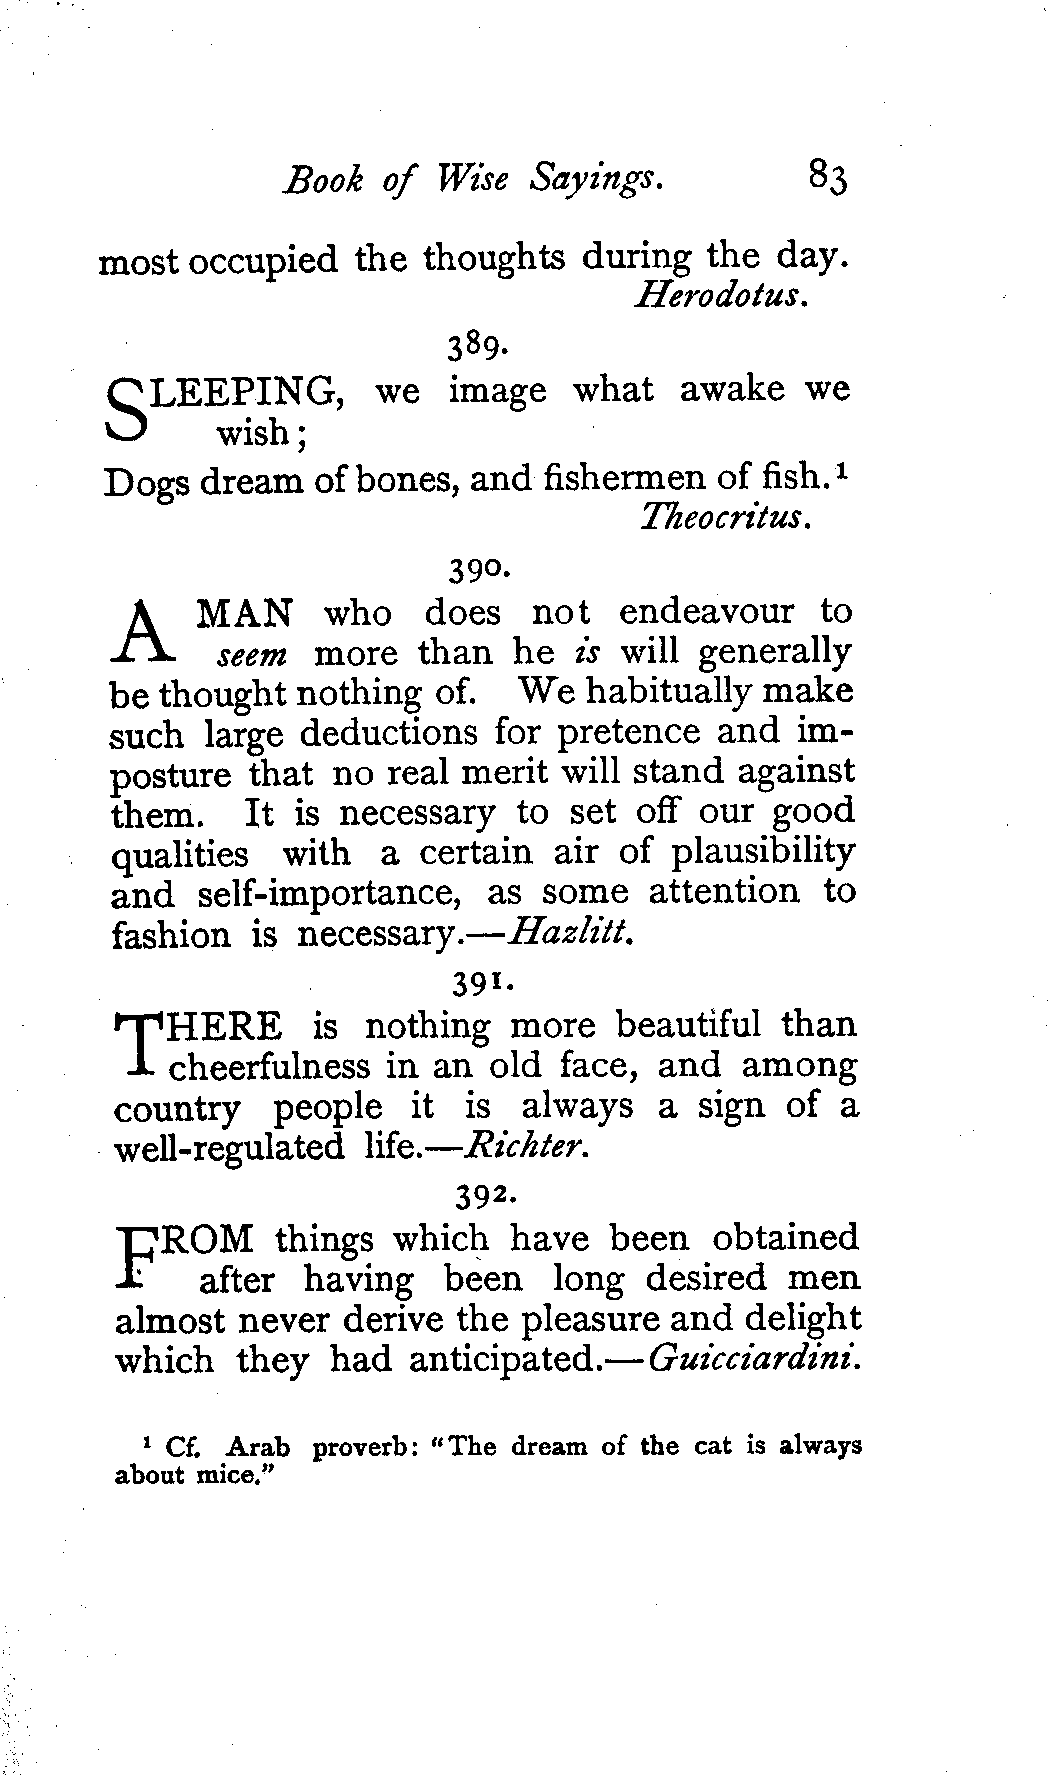 Book of Wise Sayings. 83
most occupied the thoughts during the day.
Herodotus.
389.
SLEEPING, we image what awake we
wish;
Dogs dream of bones, and fishermen of fish.¹
Theocritus.
390.
A MAN who does not endeavour to
seem more than he is will generally
be thought nothing of. We habitually make
such large deductions for pretence and im-
posture that no real merit will stand against
them. It is necessary to set off our good
qualities with a certain air of plausibility
and self-importance, as some attention to
fashion is necessary.—Hazlitt.
391.
THERE is nothing more beautiful than
cheerfulness in an old face, and among
country people it is always a sign of a
well-regulated life.—Richter.
392.
FROM things which have been obtained
after having been long desired men
almost never derive the pleasure and delight
which they had anticipated.—Guicciardini.
¹ Cf. Arab proverb: "The dream of the cat is always
about mice."